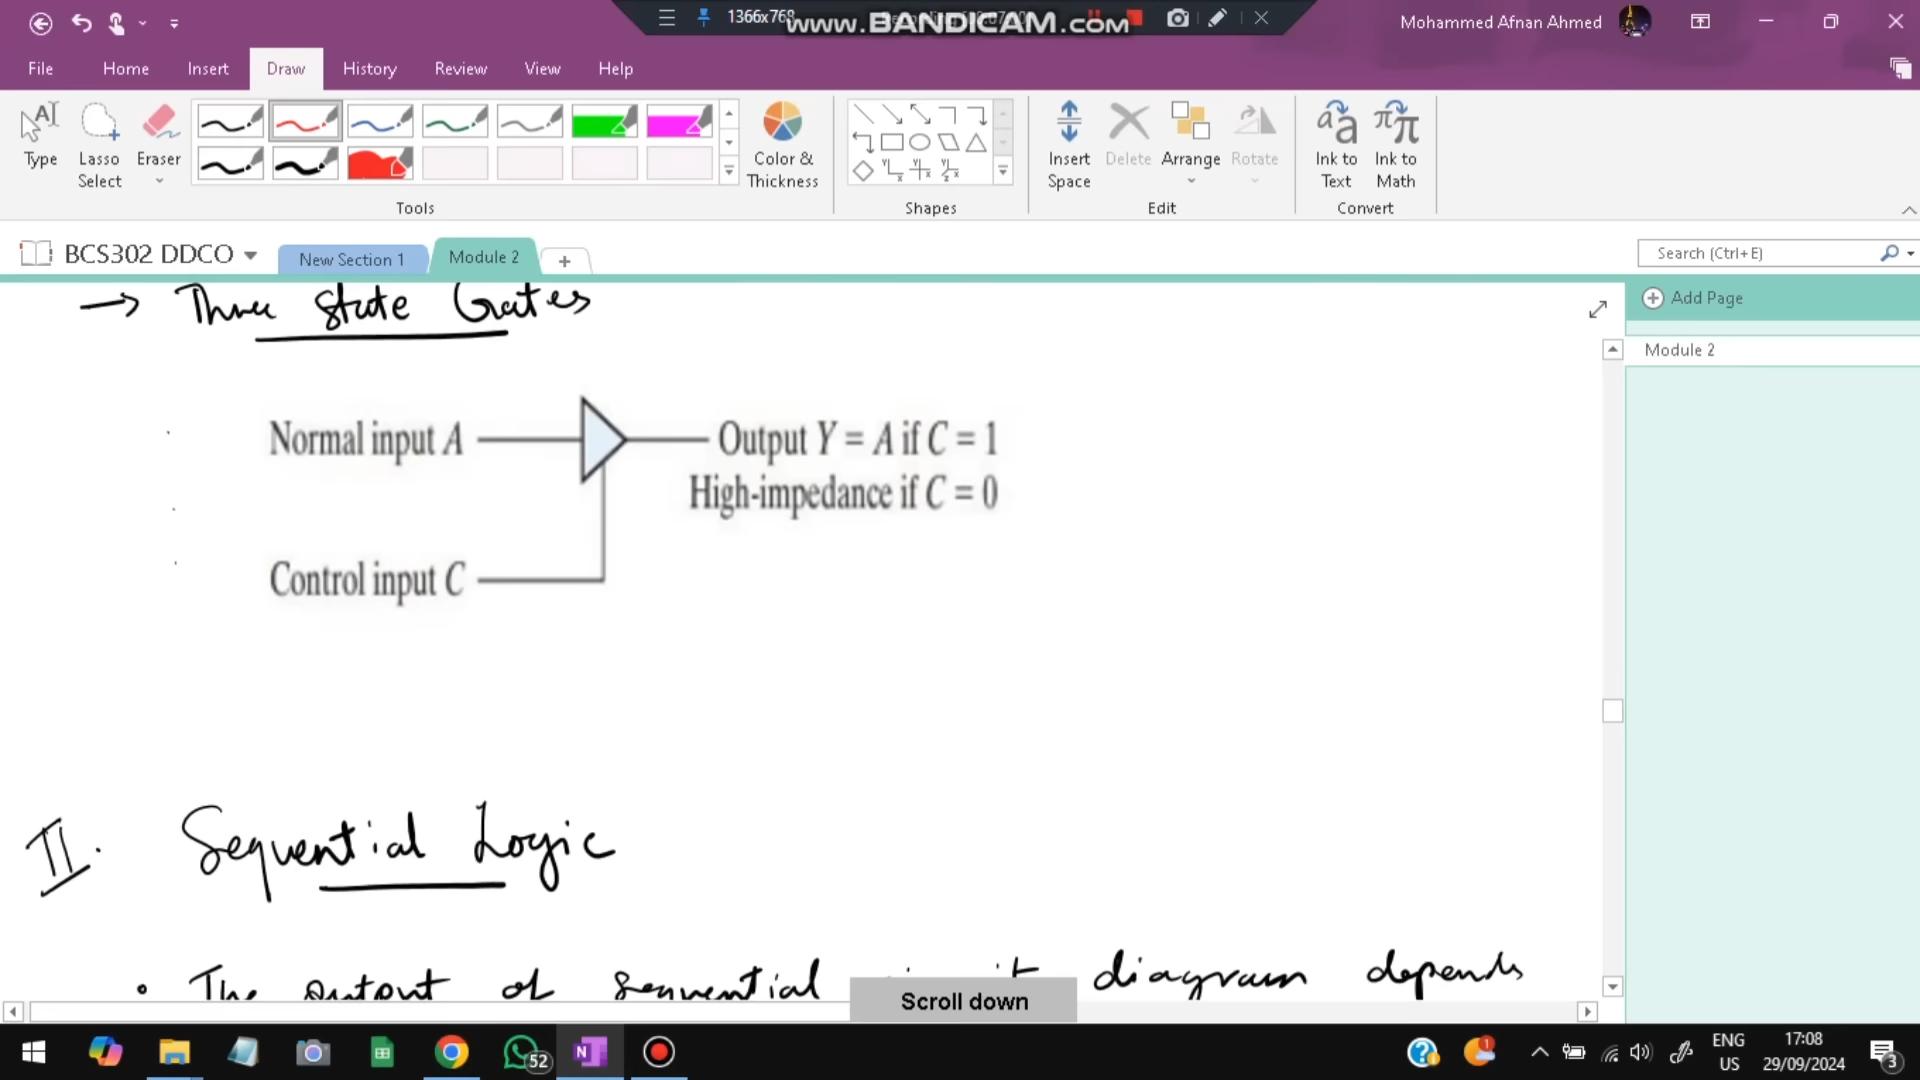 1366x768
www.BANDICAM.com
Mohammed Afnan Ahmed
File Home Insert Draw History Review View Help
Type
Lasso Select
Eraser
Color & Thickness
Insert Space
Delete
Arrange
Rotate
Ink to Text
Ink to Math
Tools
Shapes
Edit
Convert
BCS302 DDCO
New Section 1
Module 2
Search (Ctrl+E)
Add Page
Module 2
→ Three State Gates
Normal input A
Output Y = A if C = 1
High-impedance if C = 0
Control input C
II. Sequential Logic
• The output of sequential diagram depends
Scroll down
52
1
ENG
US
17:08
29/09/2024
3